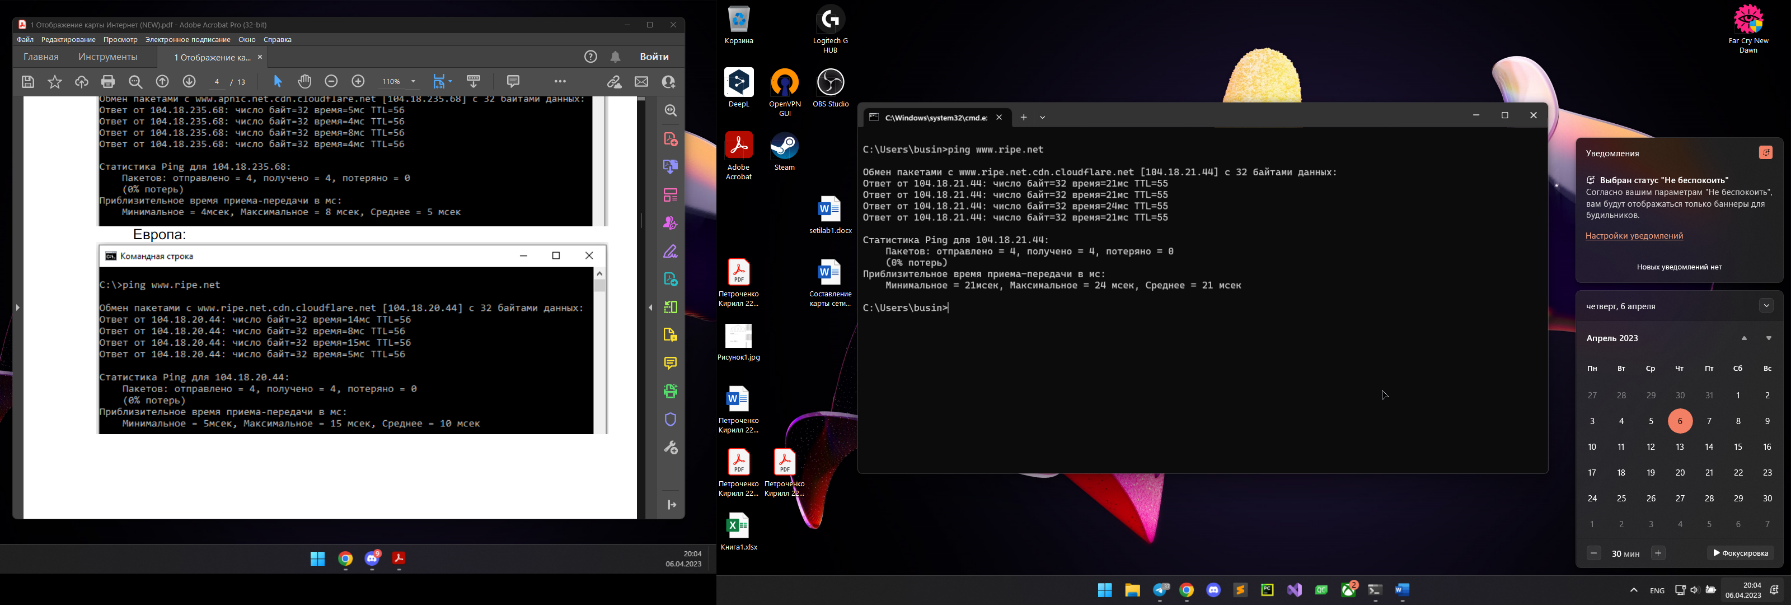 1 Отображение карты Интернет (NEW).pdf - Adobe Acrobat Pro (32-bit)
Файл Редактирование Просмотр Электронное подписание Окно Справка
Главная Инструменты 1 Отображение ка... × Войти
4 / 13 110%
Обмен пакетами с www.apnic.net.cdn.cloudflare.net [104.18.235.68] с 32 байтами данных:
Ответ от 104.18.235.68: число байт=32 время=5мс TTL=56
Ответ от 104.18.235.68: число байт=32 время=4мс TTL=56
Ответ от 104.18.235.68: число байт=32 время=8мс TTL=56
Ответ от 104.18.235.68: число байт=32 время=4мс TTL=56
Статистика Ping для 104.18.235.68:
Пакетов: отправлено = 4, получено = 4, потеряно = 0
(0% потерь)
Приблизительное время приема-передачи в мс:
Минимальное = 4мсек, Максимальное = 8 мсек, Среднее = 5 мсек
Европа:
Командная строка
C:\>ping www.ripe.net
Обмен пакетами с www.ripe.net.cdn.cloudflare.net [104.18.20.44] с 32 байтами данных:
Ответ от 104.18.20.44: число байт=32 время=14мс TTL=56
Ответ от 104.18.20.44: число байт=32 время=8мс TTL=56
Ответ от 104.18.20.44: число байт=32 время=15мс TTL=56
Ответ от 104.18.20.44: число байт=32 время=5мс TTL=56
Статистика Ping для 104.18.20.44:
Пакетов: отправлено = 4, получено = 4, потеряно = 0
(0% потерь)
Приблизительное время приема-передачи в мс:
Минимальное = 5мсек, Максимальное = 15 мсек, Среднее = 10 мсек
20:04
06.04.2023
Корзина
Logitech G HUB
DeepL
OpenVPN GUI
OBS Studio
Adobe Acrobat
Steam
setilab1.docx
Петроченко Кирилл 22...
Составление карты сети...
Рисунок1.jpg
Петроченко Кирилл 22...
Петроченко Кирилл 22...
Петроченко Кирилл 22...
Книга1.xlsx
Far Cry New Dawn
C:\Windows\system32\cmd.e:
C:\Users\busin>ping www.ripe.net
Обмен пакетами с www.ripe.net.cdn.cloudflare.net [104.18.21.44] с 32 байтами данных:
Ответ от 104.18.21.44: число байт=32 время=21мс TTL=55
Ответ от 104.18.21.44: число байт=32 время=21мс TTL=55
Ответ от 104.18.21.44: число байт=32 время=24мс TTL=55
Ответ от 104.18.21.44: число байт=32 время=21мс TTL=55
Статистика Ping для 104.18.21.44:
Пакетов: отправлено = 4, получено = 4, потеряно = 0
(0% потерь)
Приблизительное время приема-передачи в мс:
Минимальное = 21мсек, Максимальное = 24 мсек, Среднее = 21 мсек
C:\Users\busin>
Уведомления
Выбран статус "Не беспокоить"
Согласно вашим параметрам "Не беспокоить",
вам будут отображаться только баннеры для
будильников.
Настройки уведомлений
Новых уведомлений нет
четверг, 6 апреля
Апрель 2023
Пн Вт Ср Чт Пт Сб Вс
27 28 29 30 31 1 2
3 4 5 6 7 8 9
10 11 12 13 14 15 16
17 18 19 20 21 22 23
24 25 26 27 28 29 30
1 2 3 4 5 6 7
30 мин Фокусировка
ENG 20:04
06.04.2023